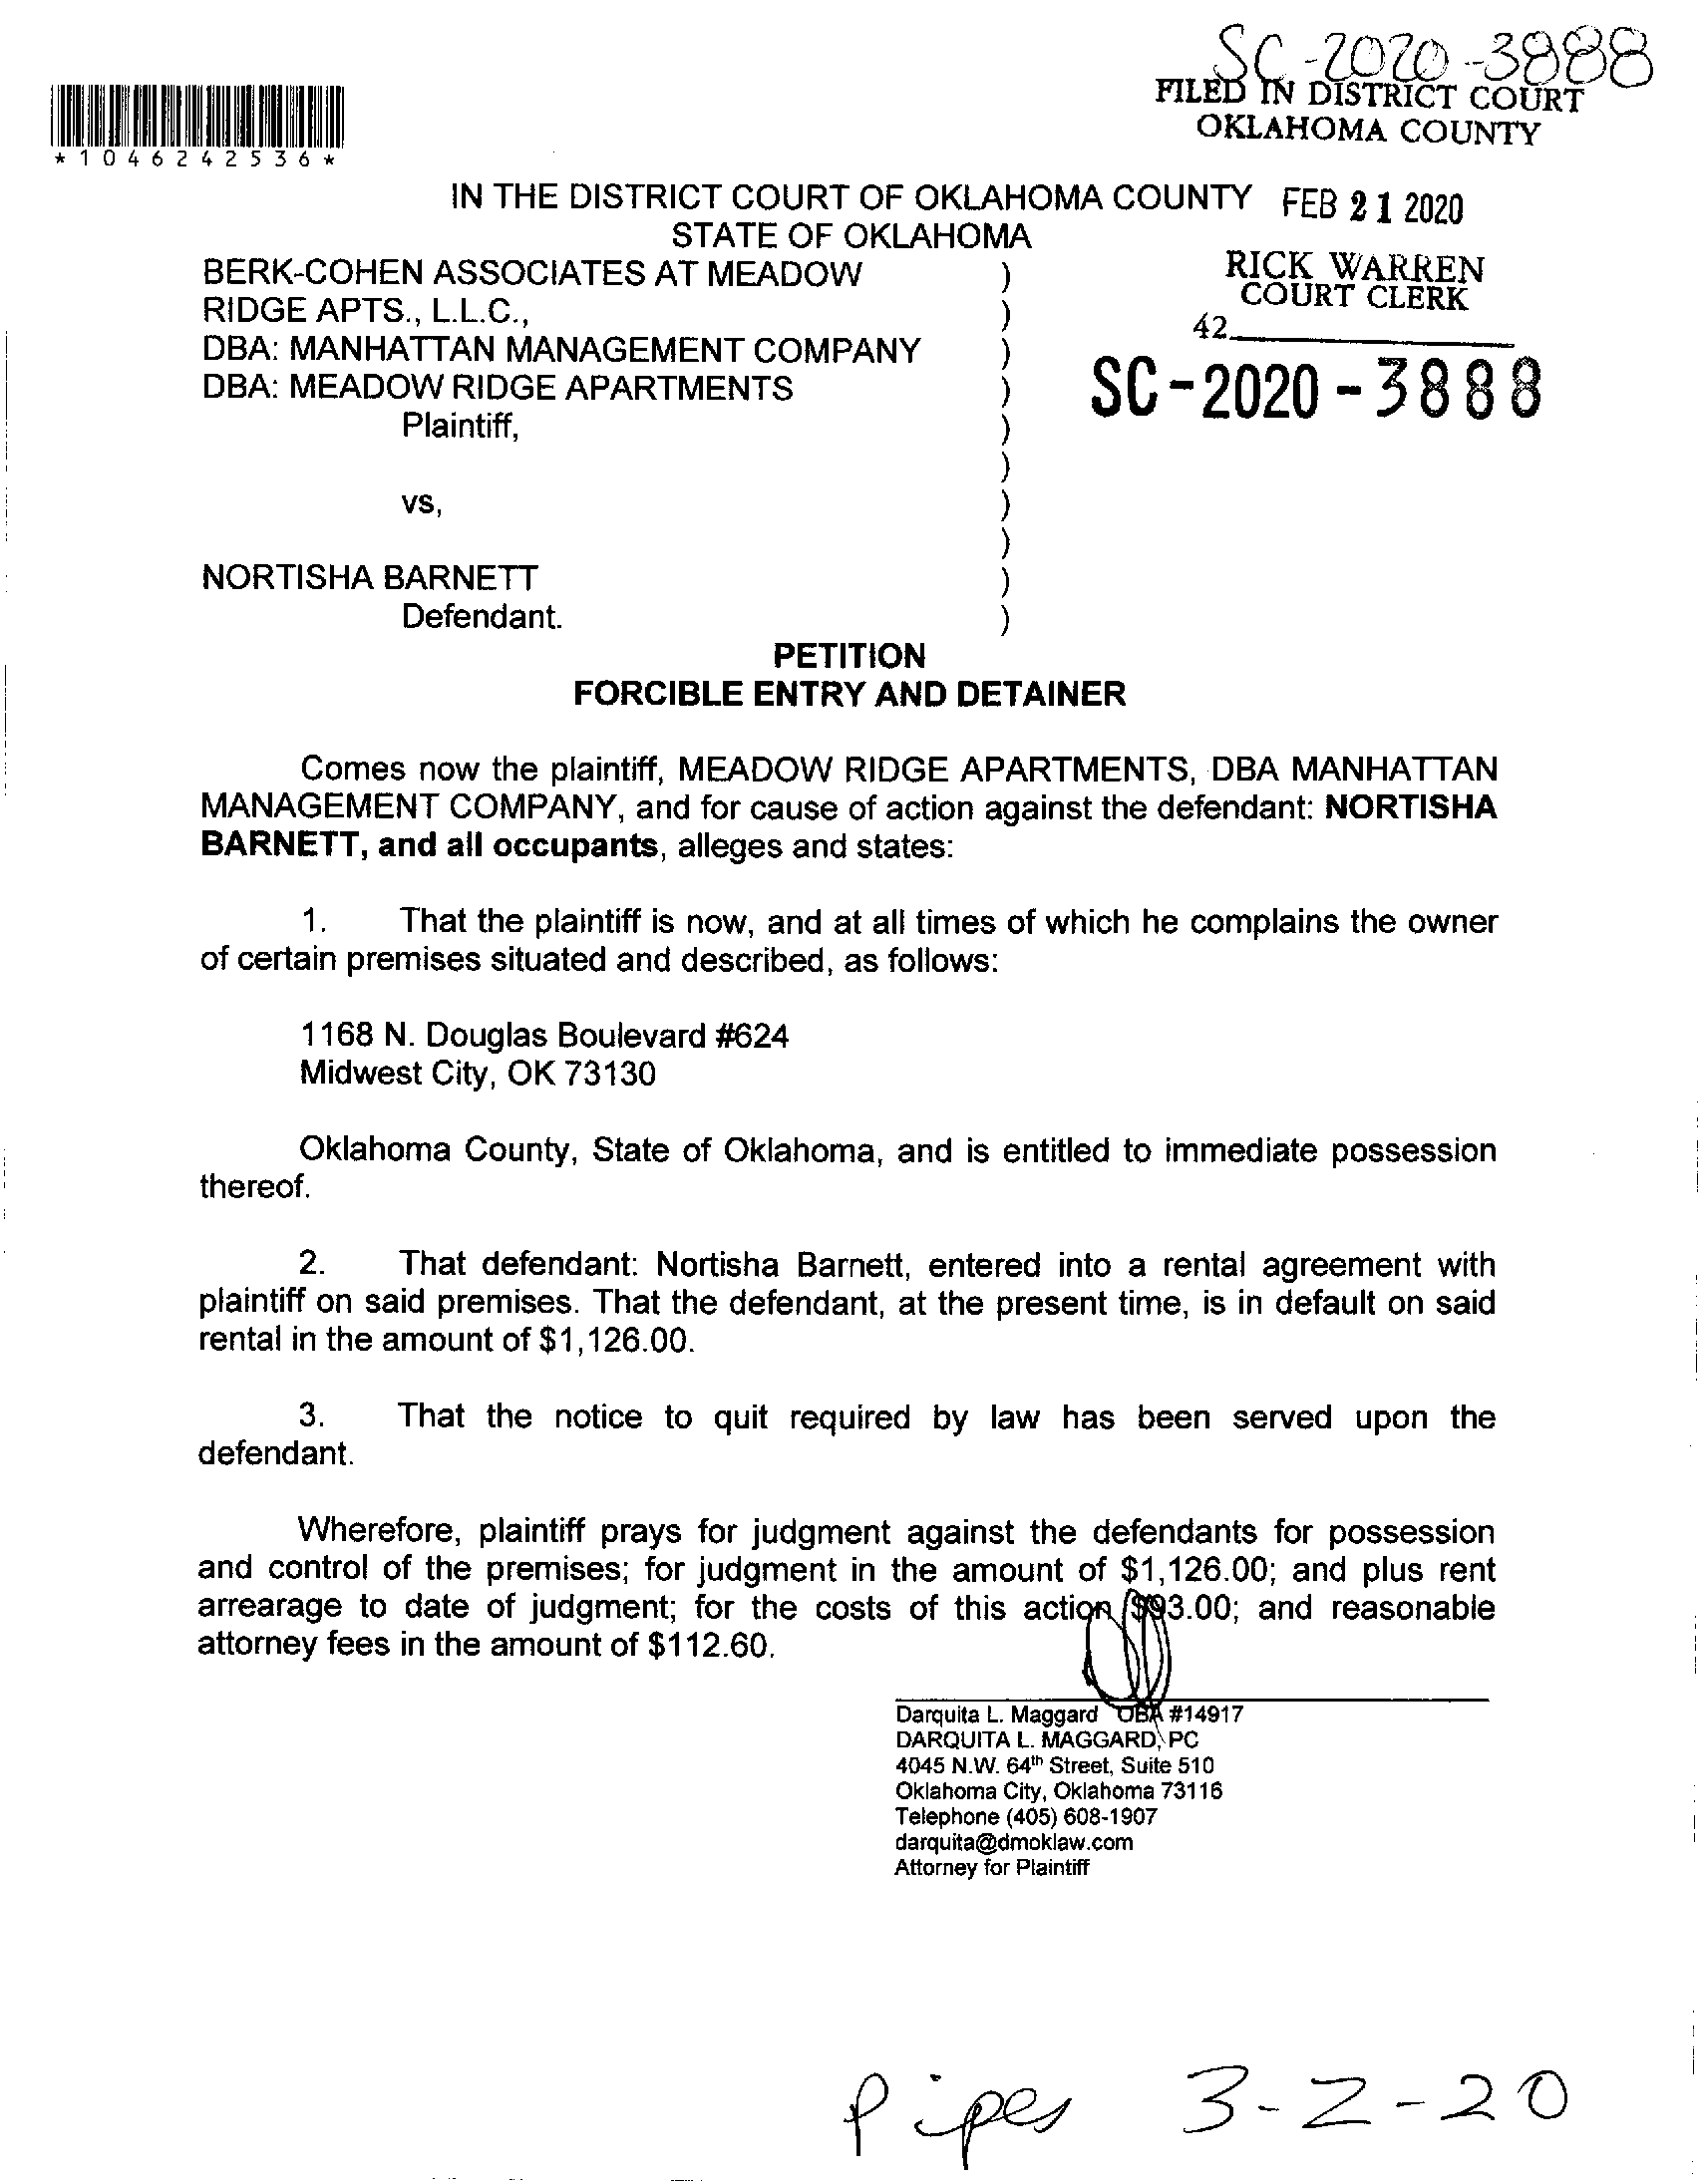 SC-2020-3888
FILED IN DISTRICT COURT
OKLAHOMA COUNTY
*1046242536*
IN THE DISTRICT COURT OF OKLAHOMA COUNTY
FEB 21 2020
STATE OF OKLAHOMA
BERK-COHEN ASSOCIATES AT MEADOW )
RIDGE APTS., L.L.C., )
DBA: MANHATTAN MANAGEMENT COMPANY )
DBA: MEADOW RIDGE APARTMENTS )
Plaintiff, )
)
vs, )
)
NORTISHA BARNETT )
Defendant. )
RICK WARREN
COURT CLERK
42
SC-2020-3888
PETITION
FORCIBLE ENTRY AND DETAINER
Comes now the plaintiff, MEADOW RIDGE APARTMENTS, DBA MANHATTAN
MANAGEMENT COMPANY, and for cause of action against the defendant: NORTISHA
BARNETT, and all occupants, alleges and states:
1. That the plaintiff is now, and at all times of which he complains the owner
of certain premises situated and described, as follows:
1168 N. Douglas Boulevard #624
Midwest City, OK 73130
Oklahoma County, State of Oklahoma, and is entitled to immediate possession
thereof.
2. That defendant: Nortisha Barnett, entered into a rental agreement with
plaintiff on said premises. That the defendant, at the present time, is in default on said
rental in the amount of $1,126.00.
3. That the notice to quit required by law has been served upon the
defendant.
Wherefore, plaintiff prays for judgment against the defendants for possession
and control of the premises; for judgment in the amount of $1,126.00; and plus rent
arrearage to date of judgment; for the costs of this action $93.00; and reasonable
attorney fees in the amount of $112.60.
Darquita L. Maggard OBA #14917
DARQUITA L. MAGGARD, PC
4045 N.W. 64th Street, Suite 510
Oklahoma City, Oklahoma 73116
Telephone (405) 608-1907
darquita@dmoklaw.com
Attorney for Plaintiff
Pipes 3-2-20